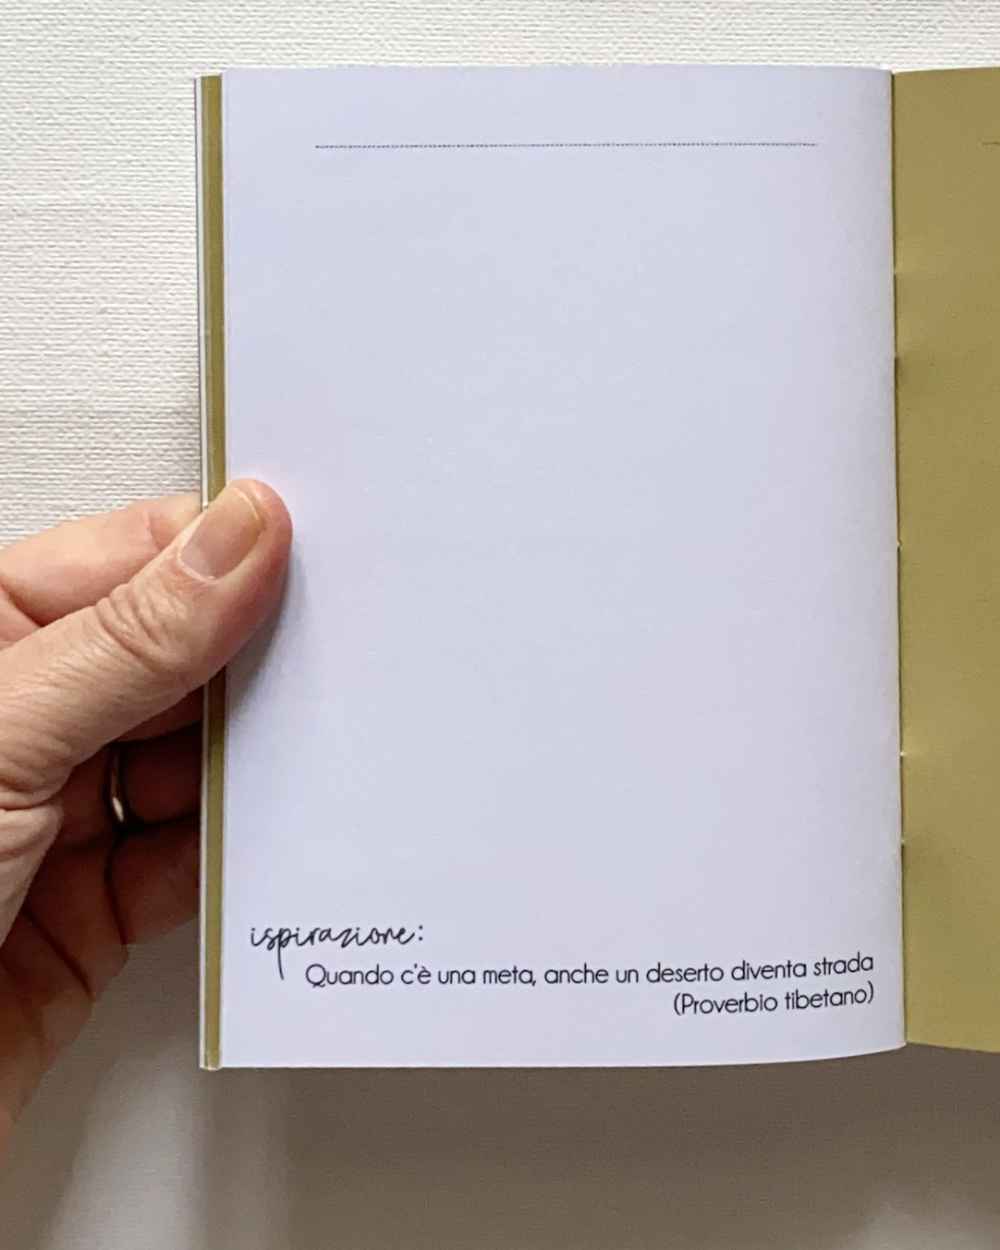 ispirazione:
Quando c'è una meta, anche un deserto diventa strada
(Proverbio tibetano)